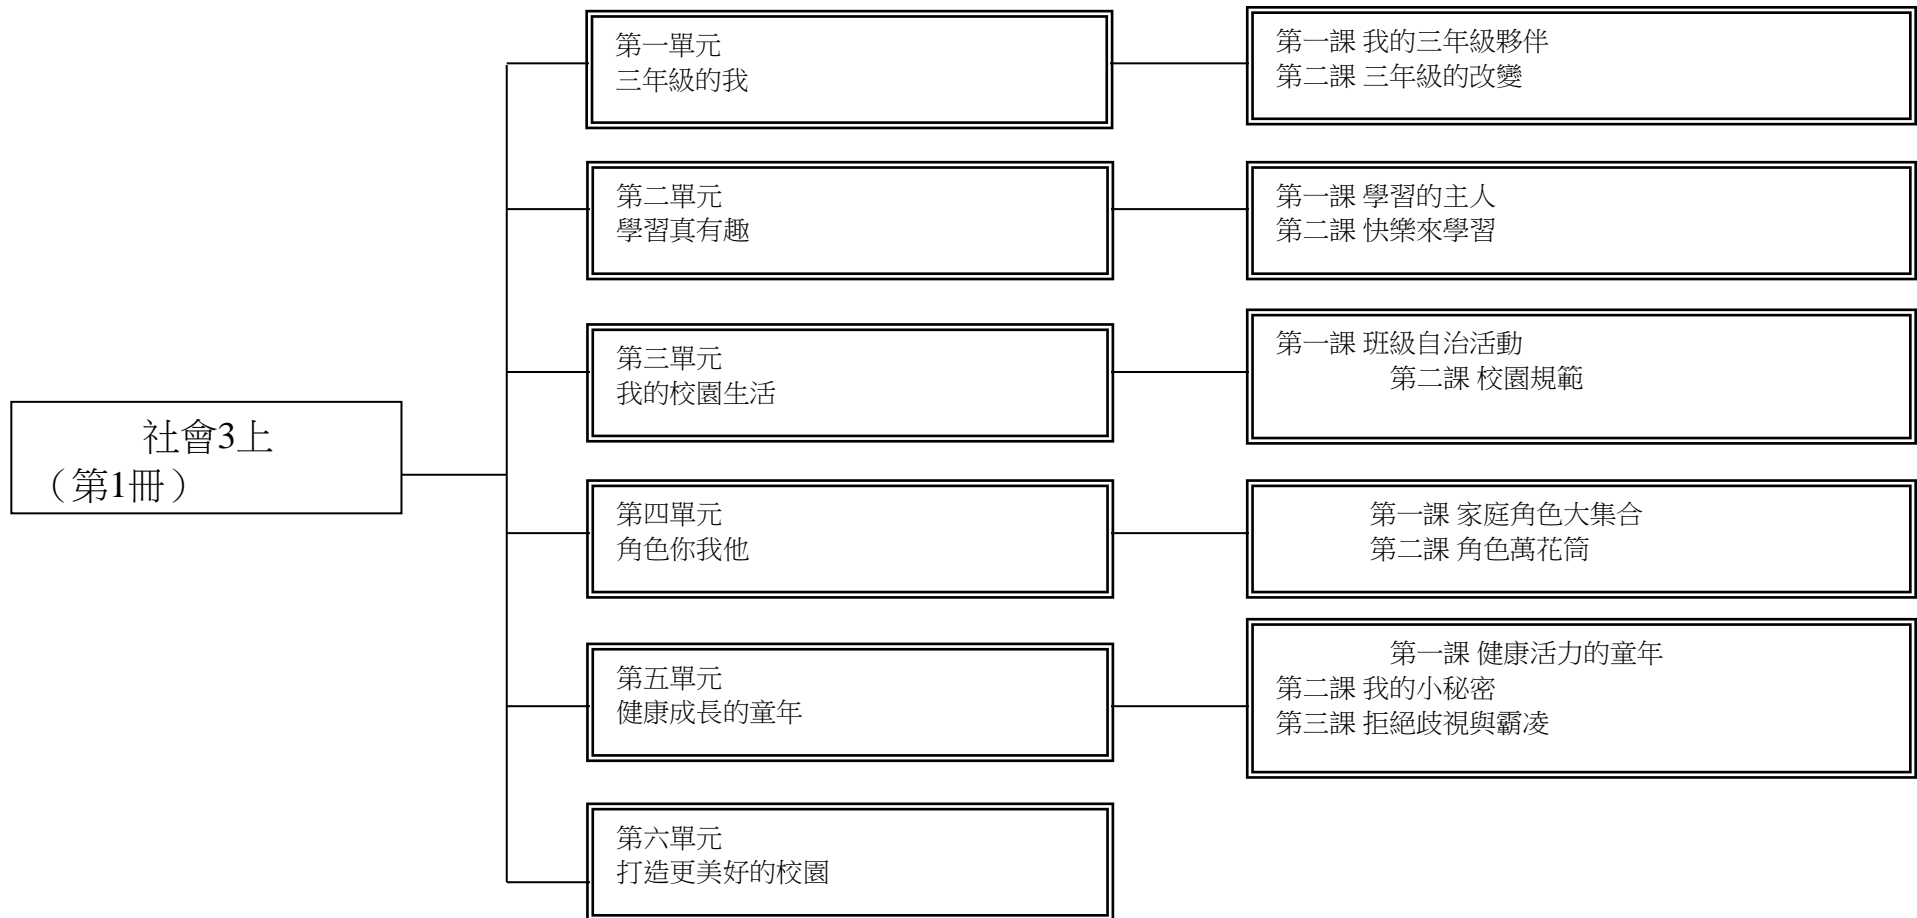 社會3上
（第1冊）
第一單元
三年級的我
第一課 我的三年級夥伴
第二課 三年級的改變
第二單元
學習真有趣
第一課 學習的主人
第二課 快樂來學習
第三單元
我的校園生活
第一課 班級自治活動
第二課 校園規範
第四單元
角色你我他
第一課 家庭角色大集合
第二課 角色萬花筒
第五單元
健康成長的童年
第一課 健康活力的童年
第二課 我的小秘密
第三課 拒絕歧視與霸凌
第六單元
打造更美好的校園